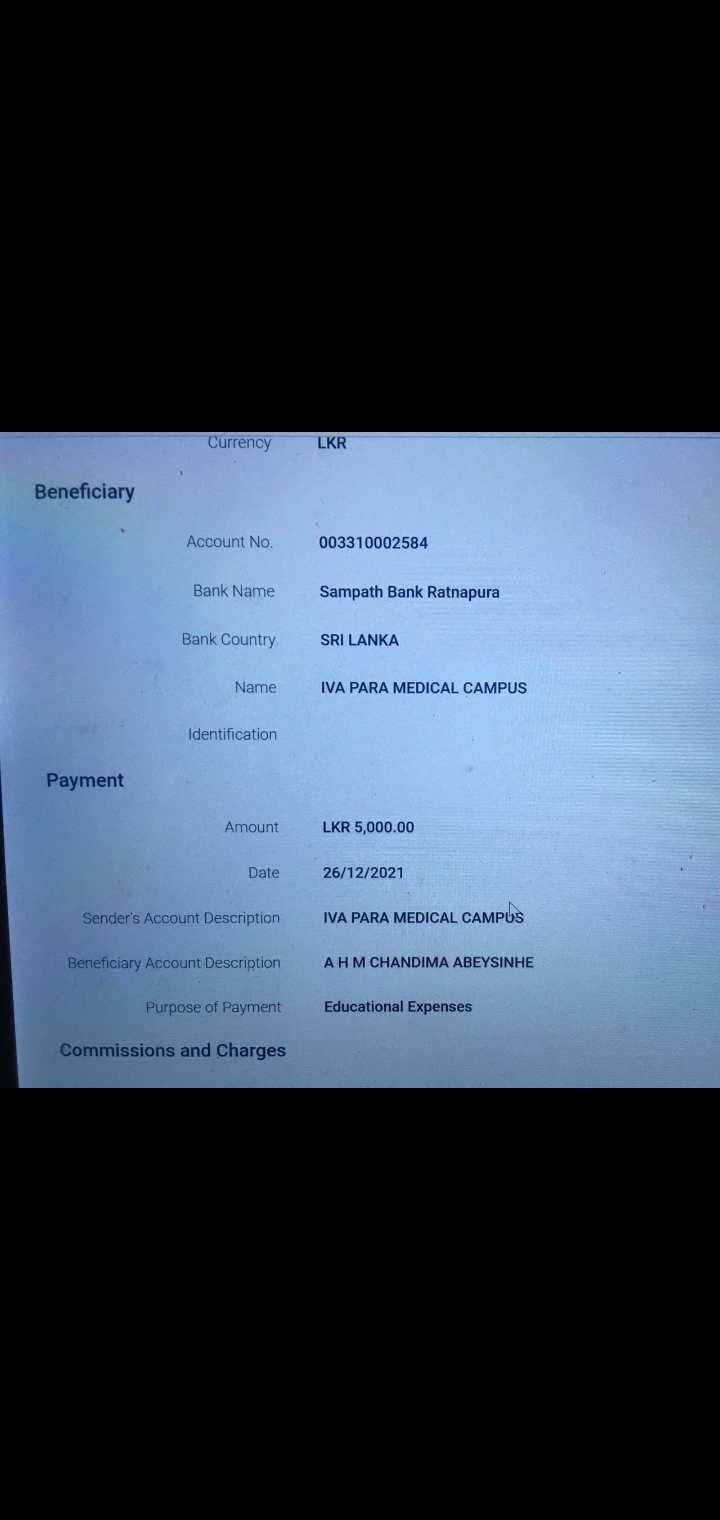 Currency LKR
Beneficiary
Account No. 003310002584
Bank Name Sampath Bank Ratnapura
Bank Country SRI LANKA
Name IVA PARA MEDICAL CAMPUS
Identification
Payment
Amount LKR 5,000.00
Date 26/12/2021
Sender's Account Description IVA PARA MEDICAL CAMPUS
Beneficiary Account Description A H M CHANDIMA ABEYSINHE
Purpose of Payment Educational Expenses
Commissions and Charges